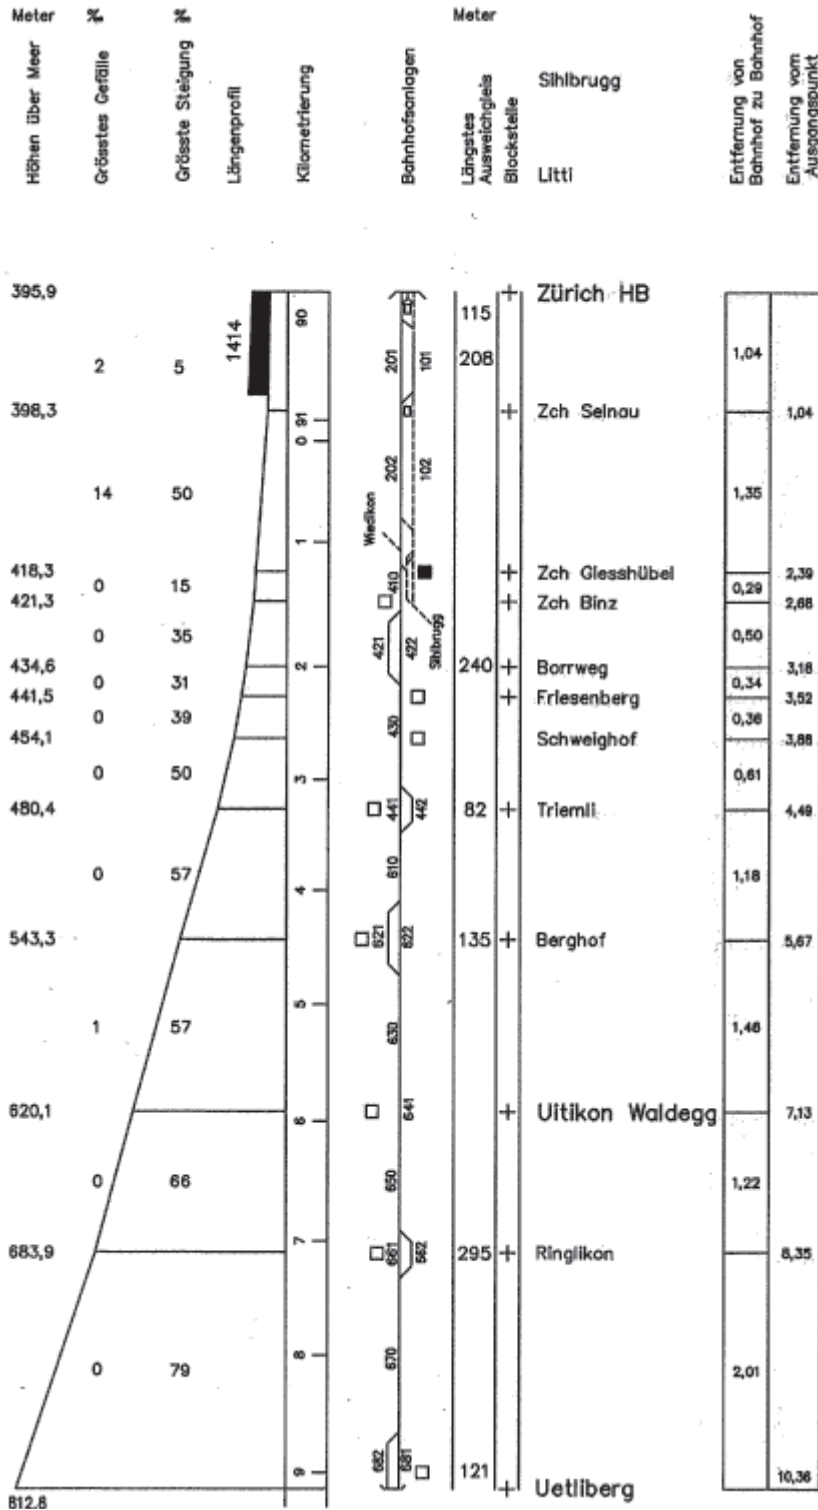 Meter ‰ ‰ Meter
Höhen über Meer
Grösstes Gefälle
Grösste Steigung
Längenprofil
Kilometrierung
Bahnhofsanlagen
Längstes
Ausweichgleis
Blockstelle
Sihlbrugg
Litti
Entfernung von
Bahnhof zu Bahnhof
Entfernung vom
Ausgangspunkt
395,9 Zürich HB
1414 90 115
2 5 201 101 208 1,04
398,3 Zch Selnau 1,04
91
0
14 50 202 102 1,35
Wiedikon
1
418,3 Zch Giesshübel 2,39
0 15 410 0,29
421,3 Zch Binz 2,68
0 35 421 422 0,50
Sihlbrugg
434,6 2 240 Borrweg 3,18
0 31 0,34
441,5 Friesenberg 3,52
0 39 430 0,36
454,1 Schweighof 3,88
0 50 3 0,61
480,4 441 442 82 Triemli 4,49
0 57 610 1,18
4
543,3 621 622 135 Berghof 5,67
5
1 57 630 1,46
620,1 641 Uitikon Waldegg 7,13
6
0 66 650 1,22
7
683,9 661 662 295 Ringlikon 8,35
8
0 79 670 2,01
9 682 681 121 10,36
Uetliberg
812,8